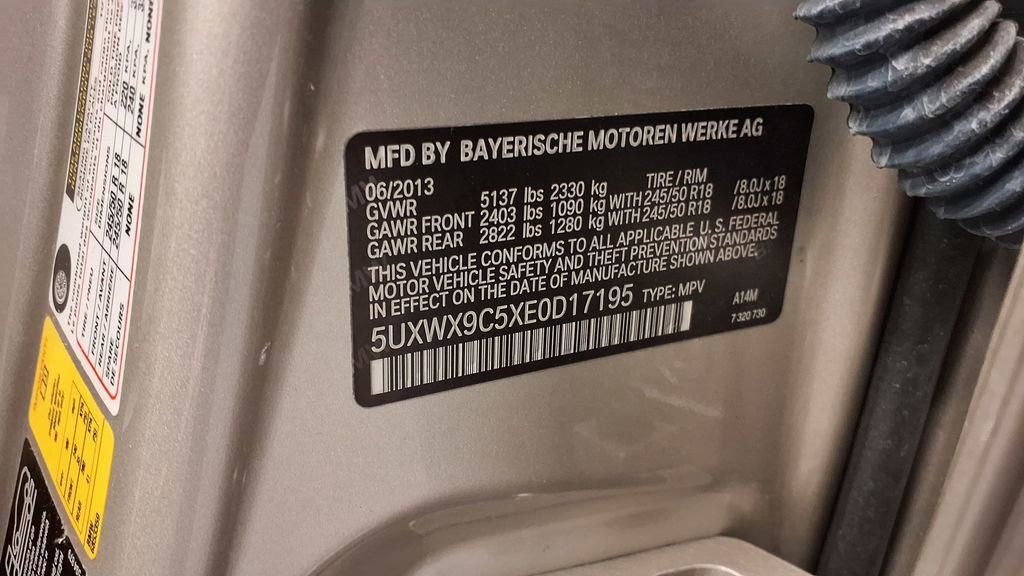 MFD BY BAYERISCHE MOTOREN WERKE AG
06/2013 TIRE / RIM
GVWR 5137 lbs 2330 kg
GAWR FRONT 2403 lbs 1090 kg WITH 245/50 R18 /8.0J x 18
GAWR REAR 2822 lbs 1280 kg WITH 245/50 R18 /8.0J x 18
THIS VEHICLE CONFORMS TO ALL APPLICABLE U.S. FEDERAL
MOTOR VEHICLE SAFETY AND THEFT PREVENTION STANDARDS
IN EFFECT ON THE DATE OF MANUFACTURE SHOWN ABOVE.
5UXWX9C5XE0D17195 TYPE: MPV A14M
7 320 730
NONE